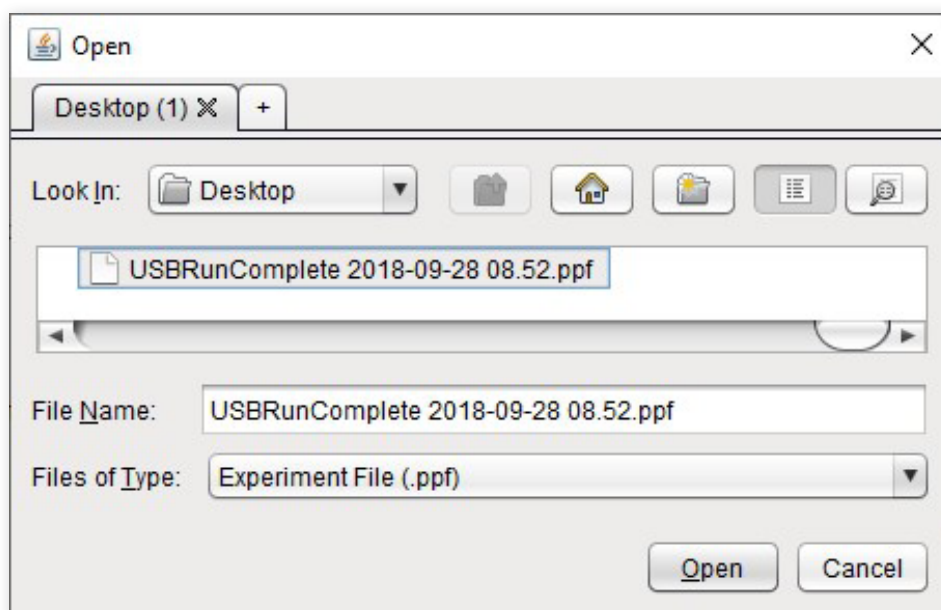 Open
Desktop (1)
+
Look In: Desktop
USBRunComplete 2018-09-28 08.52.ppf
File Name: USBRunComplete 2018-09-28 08.52.ppf
Files of Type: Experiment File (.ppf)
Open Cancel